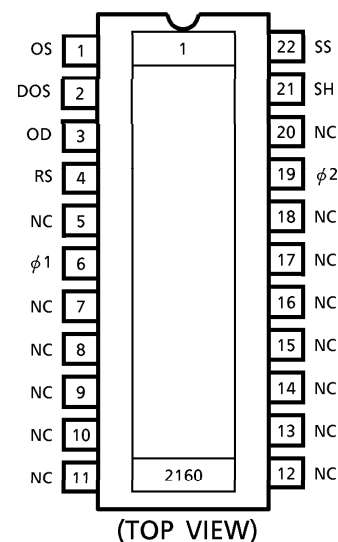 OS 1 1 22 SS
DOS 2 21 SH
OD 3 20 NC
RS 4 19 ϕ2
NC 5 18 NC
ϕ1 6 17 NC
NC 7 16 NC
NC 8 15 NC
NC 9 14 NC
NC 10 13 NC
NC 11 2160 12 NC
(TOP VIEW)